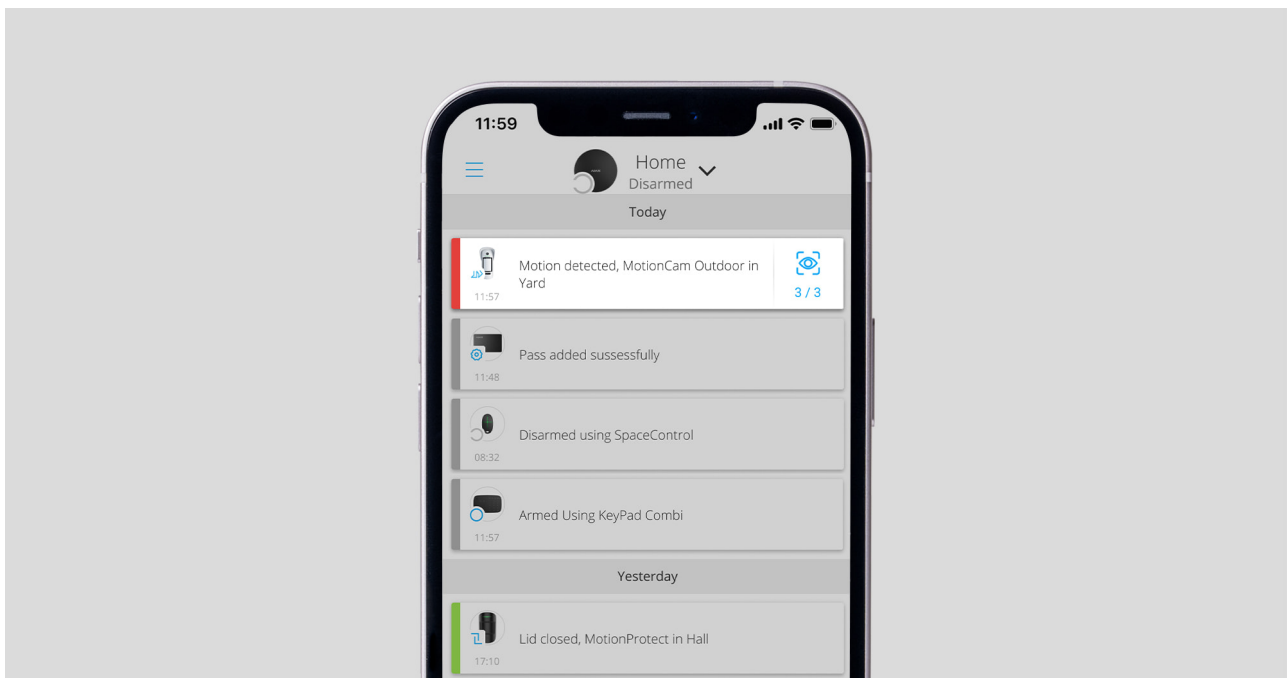 11:59
Home
Disarmed
Today
Motion detected, MotionCam Outdoor in
Yard
11:57
3 / 3
Pass added sussessfully
11:48
Disarmed using SpaceControl
08:32
Armed Using KeyPad Combi
11:57
Yesterday
Lid closed, MotionProtect in Hall
17:10